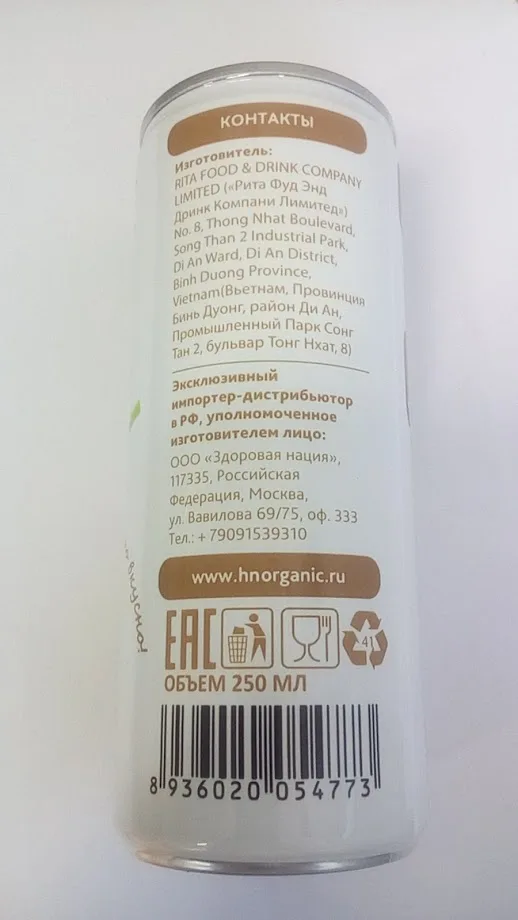 КОНТАКТЫ
Изготовитель:
RITA FOOD & DRINK COMPANY
LIMITED («Рита Фуд Энд
Дринк Компани Лимитед»)
No. 8, Thong Nhat Boulevard,
Song Than 2 Industrial Park,
Di An Ward, Di An District,
Binh Duong Province,
Vietnam(Вьетнам, Провинция
Бинь Дуонг, район Ди Ан,
Промышленный Парк Сонг
Тан 2, бульвар Тонг Нхат, 8)
Эксклюзивный
импортер-дистрибьютор
в РФ, уполномоченное
изготовителем лицо:
ООО «Здоровая нация»,
117335, Российская
Федерация, Москва,
ул. Вавилова 69/75, оф. 333
Тел.: + 79091539310
www.hnorganic.ru
EAC
41
ОБЪЕМ 250 МЛ
8 936020 054773